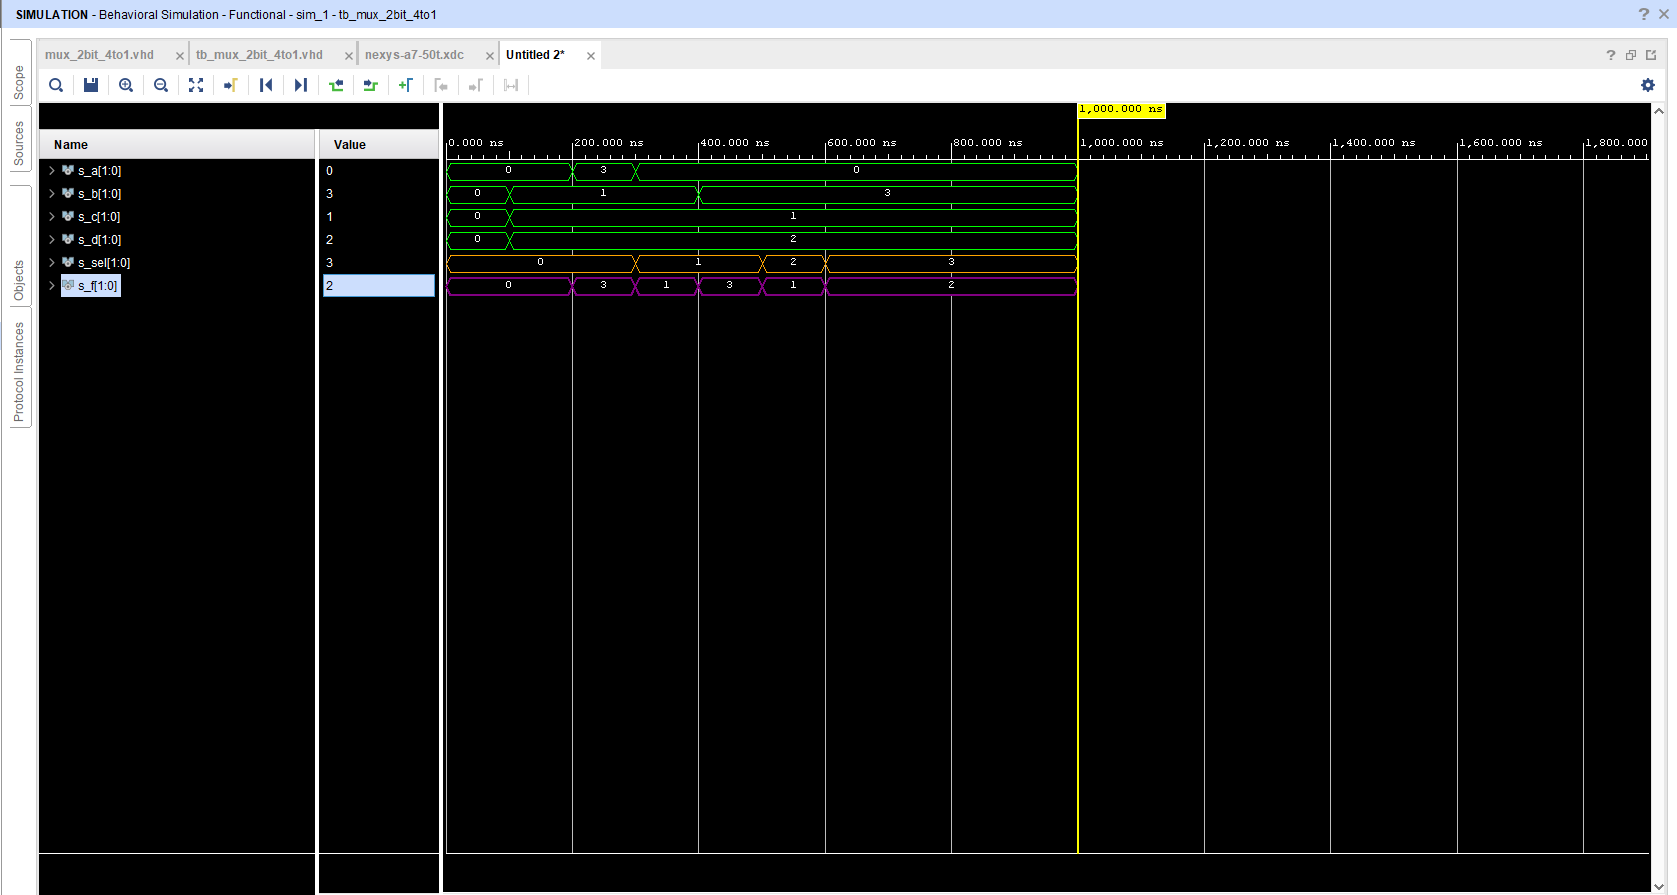 SIMULATION - Behavioral Simulation - Functional - sim_1 - tb_mux_2bit_4to1
mux_2bit_4to1.vhd
tb_mux_2bit_4to1.vhd
nexys-a7-50t.xdc
Untitled 2*
Scope
Sources
Objects
Protocol Instances
1,000.000 ns
Name Value
0.000 ns 200.000 ns 400.000 ns 600.000 ns 800.000 ns 1,000.000 ns 1,200.000 ns 1,400.000 ns 1,600.000 ns 1,800.000
s_a[1:0] 0 0 3 0
s_b[1:0] 3 0 1 3
s_c[1:0] 1 0 1
s_d[1:0] 2 0 2
s_sel[1:0] 3 0 1 2 3
s_f[1:0] 2 0 3 1 3 1 2